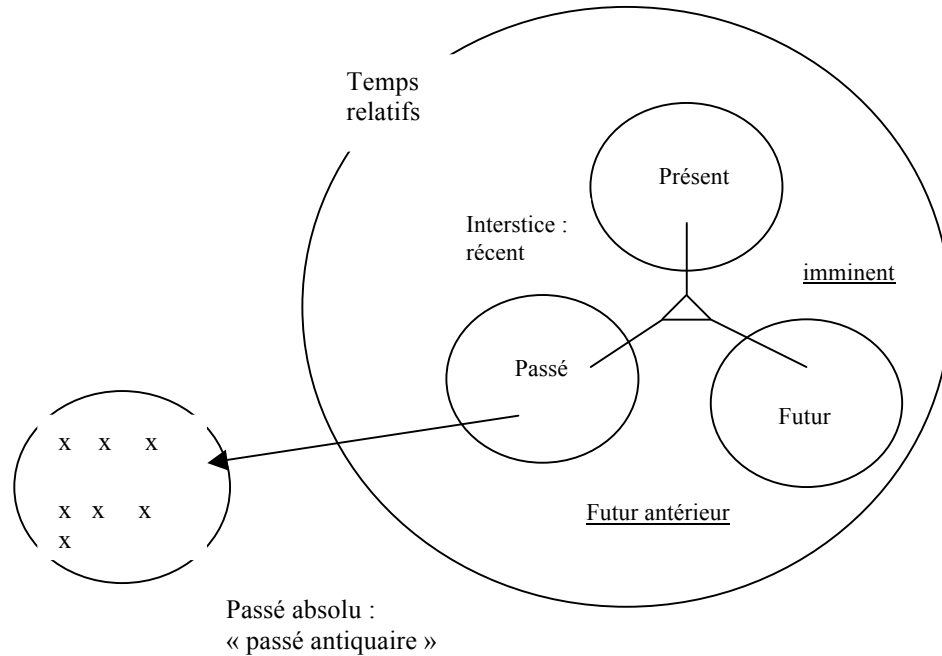 Temps
relatifs
Présent
Interstice :
récent
imminent
Passé
Futur
x x x
x x x
x
Futur antérieur
Passé absolu :
« passé antiquaire »